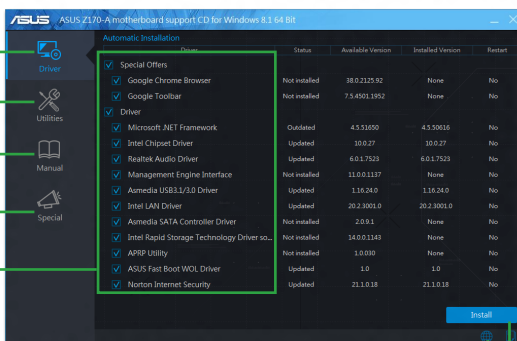 ASUS ASUS Z170-A motherboard support CD for Windows 8.1 64 Bit
Automatic Installation
Driver Status Available Version Installed Version Restart
Special Offers
Google Chrome Browser Not installed 38.0.2125.92 None No
Google Toolbar Not installed 7.5.4501.1952 None No
Driver
Microsoft .NET Framework Outdated 4.5.51650 4.5.50616 No
Intel Chipset Driver Updated 10.0.27 10.0.27 No
Realtek Audio Driver Updated 6.0.1.7523 6.0.1.7523 No
Management Engine Interface Not installed 11.0.0.1137 None No
Asmedia USB3.1/3.0 Driver Updated 1.16.24.0 1.16.24.0 No
Intel LAN Driver Updated 20.2.3001.0 20.2.3001.0 No
Asmedia SATA Controller Driver Not installed 2.0.9.1 None No
Intel Rapid Storage Technology Driver so... Not installed 14.0.0.1143 None No
APRP Utility Not installed 1.0.030 None No
ASUS Fast Boot WOL Driver Updated 1.0 1.0 No
Norton Internet Security Updated 21.1.0.18 21.1.0.18 No
Driver
Utilities
Manual
Special
Install